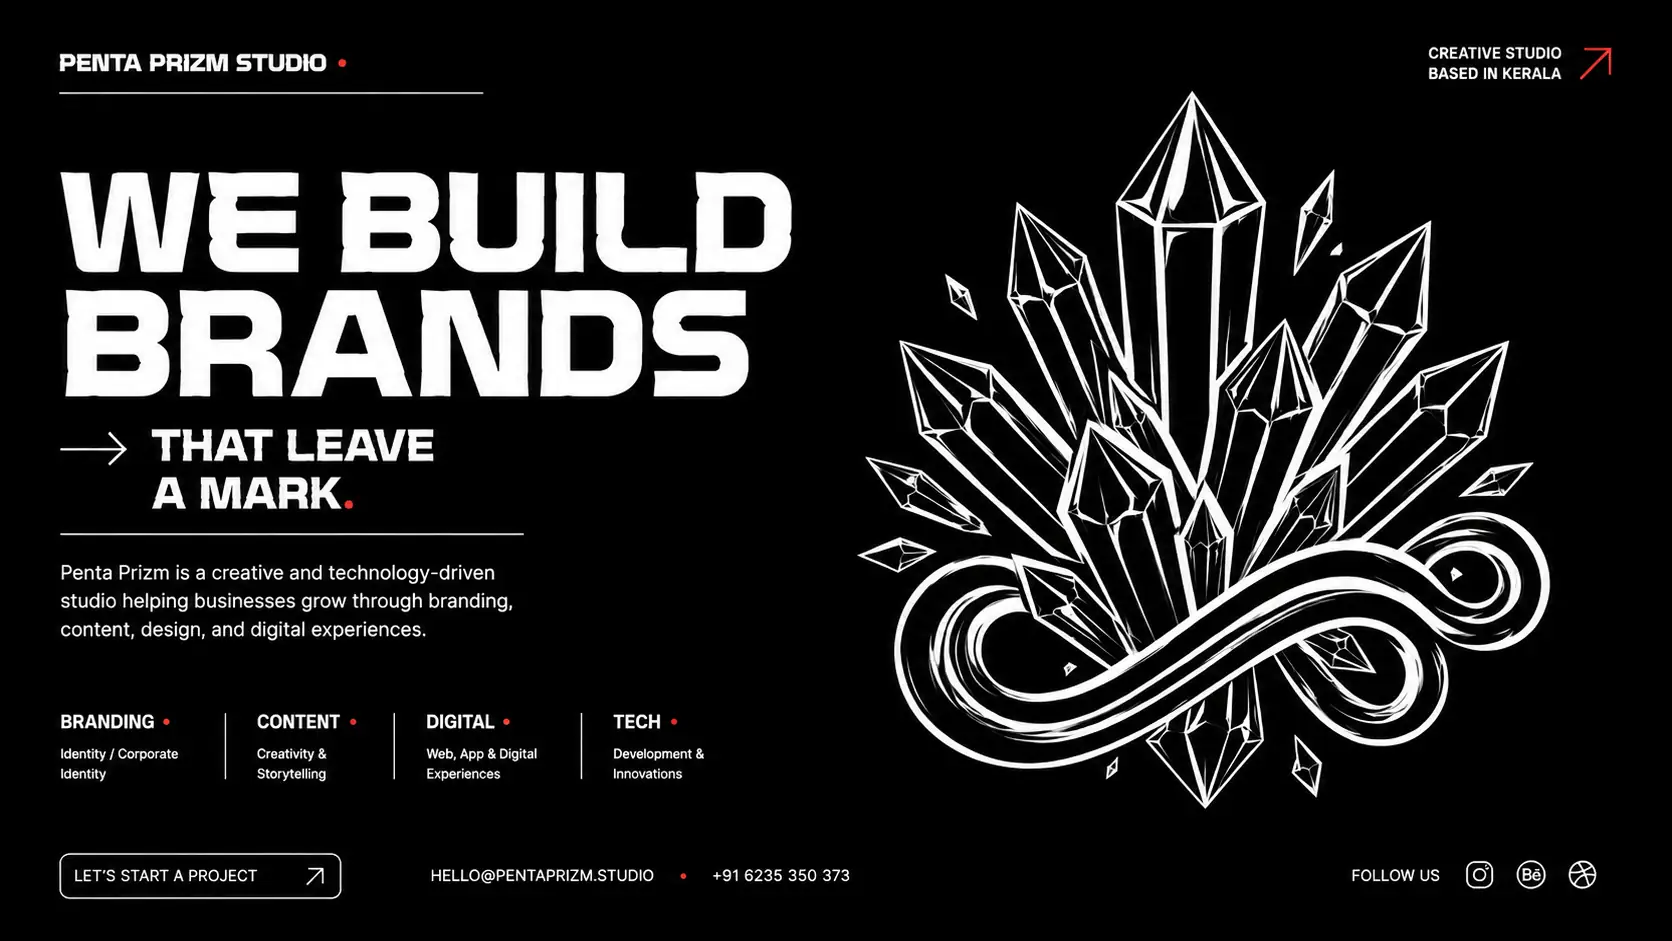 PENTA PRIZM STUDIO
CREATIVE STUDIO
BASED IN KERALA
WE BUILD
BRANDS
THAT LEAVE
A MARK.
Penta Prizm is a creative and technology-driven
studio helping businesses grow through branding,
content, design, and digital experiences.
BRANDING
Identity / Corporate
Identity
CONTENT
Creativity &
Storytelling
DIGITAL
Web, App & Digital
Experiences
TECH
Development &
Innovations
LET'S START A PROJECT
HELLO@PENTAPRIZM.STUDIO • +91 6235 350 373
FOLLOW US
Bē